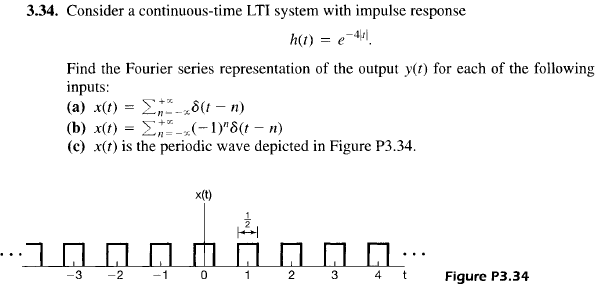 3.34. Consider a continuous-time LTI system with impulse response
h(t) = e^{-4|t|}.
Find the Fourier series representation of the output y(t) for each of the following
inputs:
(a) x(t) = ∑_{n=-∞}^{+∞} δ(t − n)
(b) x(t) = ∑_{n=-∞}^{+∞} (−1)^n δ(t − n)
(c) x(t) is the periodic wave depicted in Figure P3.34.
x(t)
1/2
... ...
−3 −2 −1 0 1 2 3 4 t
Figure P3.34